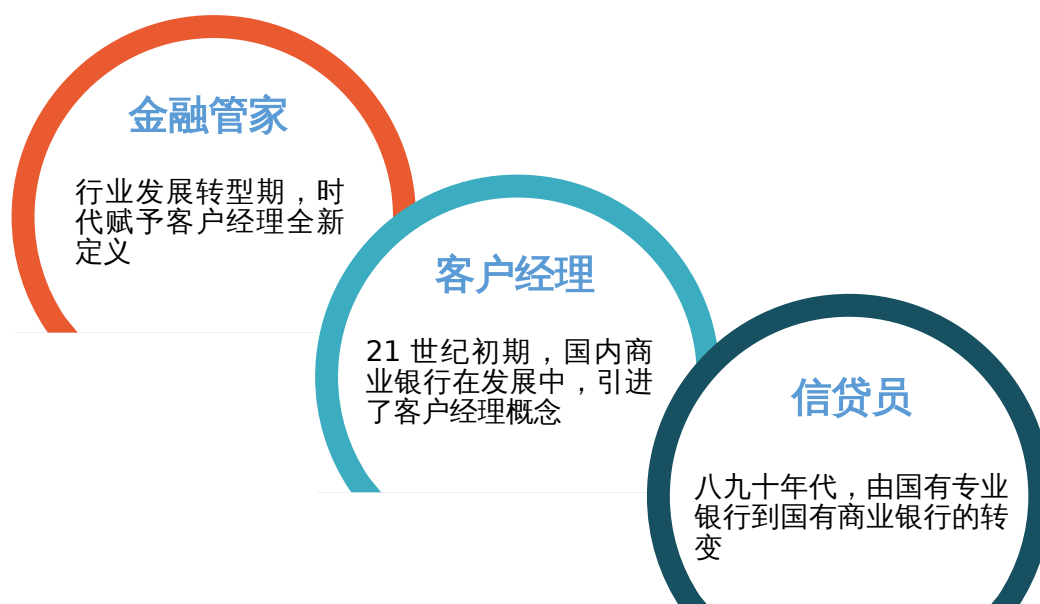 金融管家
行业发展转型期，时
代赋予客户经理全新
定义
客户经理
21 世纪初期，国内商
业银行在发展中，引进
了客户经理概念
信贷员
八九十年代，由国有专业
银行到国有商业银行的转
变